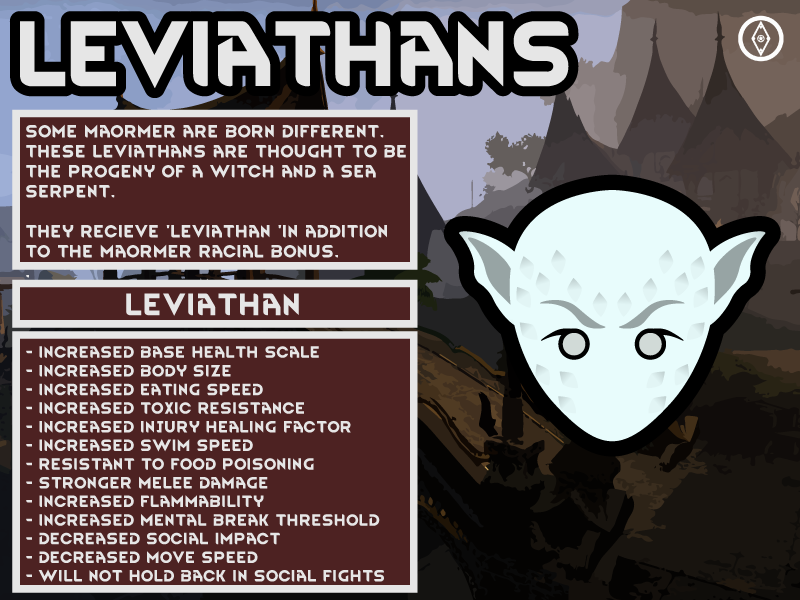 LEVIATHANS
SOME MAORMER ARE BORN DIFFERENT.
THESE LEVIATHANS ARE THOUGHT TO BE
THE PROGENY OF A WITCH AND A SEA
SERPENT.
THEY RECIEVE 'LEVIATHAN 'IN ADDITION
TO THE MAORMER RACIAL BONUS.
LEVIATHAN
- INCREASED BASE HEALTH SCALE
- INCREASED BODY SIZE
- INCREASED EATING SPEED
- INCREASED TOXIC RESISTANCE
- INCREASED INJURY HEALING FACTOR
- INCREASED SWIM SPEED
- RESISTANT TO FOOD POISONING
- STRONGER MELEE DAMAGE
- INCREASED FLAMMABILITY
- INCREASED MENTAL BREAK THRESHOLD
- DECREASED SOCIAL IMPACT
- DECREASED MOVE SPEED
- WILL NOT HOLD BACK IN SOCIAL FIGHTS